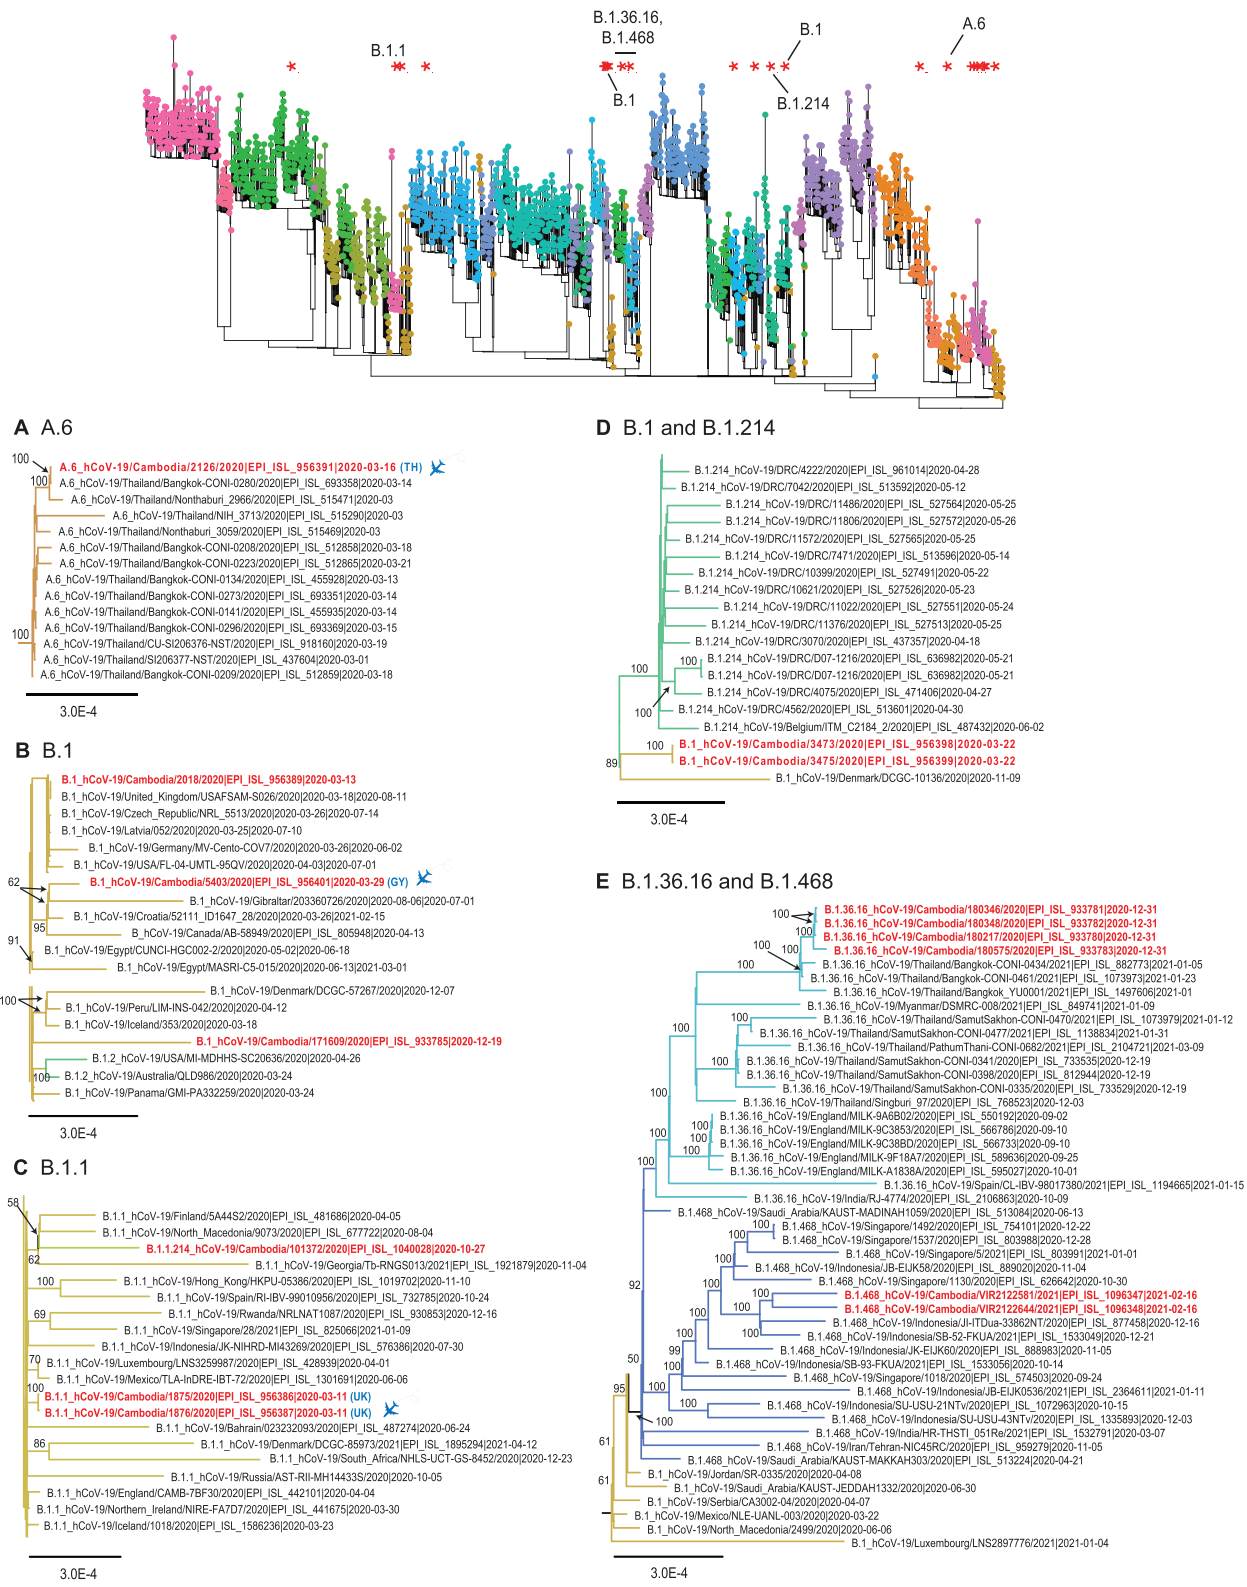 B.1.36.16,
B.1.468
B.1.1
B.1
A.6
B.1
B.1.214
A A.6
100
100
A.6_hCoV-19/Cambodia/2126/2020|EPI_ISL_956391|2020-03-16 (TH)
A.6_hCoV-19/Thailand/Bangkok-CONI-0280/2020|EPI_ISL_693358|2020-03-14
A.6_hCoV-19/Thailand/Nonthaburi_2966/2020|EPI_ISL_515471|2020-03
A.6_hCoV-19/Thailand/NIH_3713/2020|EPI_ISL_515290|2020-03
A.6_hCoV-19/Thailand/Nonthaburi_3059/2020|EPI_ISL_515469|2020-03
A.6_hCoV-19/Thailand/Bangkok-CONI-0208/2020|EPI_ISL_512858|2020-03-18
A.6_hCoV-19/Thailand/Bangkok-CONI-0223/2020|EPI_ISL_512865|2020-03-21
A.6_hCoV-19/Thailand/Bangkok-CONI-0134/2020|EPI_ISL_455928|2020-03-13
A.6_hCoV-19/Thailand/Bangkok-CONI-0273/2020|EPI_ISL_693351|2020-03-14
A.6_hCoV-19/Thailand/Bangkok-CONI-0141/2020|EPI_ISL_455935|2020-03-14
A.6_hCoV-19/Thailand/Bangkok-CONI-0296/2020|EPI_ISL_693369|2020-03-15
100
A.6_hCoV-19/Thailand/CU-SI206376-NST/2020|EPI_ISL_918160|2020-03-19
A.6_hCoV-19/Thailand/SI206377-NST/2020|EPI_ISL_437604|2020-03-01
A.6_hCoV-19/Thailand/Bangkok-CONI-0209/2020|EPI_ISL_512859|2020-03-18
3.0E-4
B B.1
B.1_hCoV-19/Cambodia/2018/2020|EPI_ISL_956389|2020-03-13
B.1_hCoV-19/United_Kingdom/USAFSAM-S026/2020|2020-03-18|2020-08-11
B.1_hCoV-19/Czech_Republic/NRL_5513/2020|2020-03-26|2020-07-14
B.1_hCoV-19/Latvia/052/2020|2020-03-25|2020-07-10
B.1_hCoV-19/Germany/MV-Cento-COV7/2020|2020-03-26|2020-06-02
B.1_hCoV-19/USA/FL-04-UMTL-95QV/2020|2020-04-03|2020-07-01
62
B.1_hCoV-19/Cambodia/5403/2020|EPI_ISL_956401|2020-03-29 (GY)
B.1_hCoV-19/Gibraltar/203360726/2020|2020-08-06|2020-07-01
B.1_hCoV-19/Croatia/52111_ID1647_28/2020|2020-03-26|2021-02-15
95
B_hCoV-19/Canada/AB-58949/2020|EPI_ISL_805948|2020-04-13
91
B.1_hCoV-19/Egypt/CUNCI-HGC002-2/2020|2020-05-02|2020-06-18
B.1_hCoV-19/Egypt/MASRI-C5-015/2020|2020-06-13|2021-03-01
100
B.1_hCoV-19/Denmark/DCGC-57267/2020|2020-12-07
B.1_hCoV-19/Peru/LIM-INS-042/2020|2020-04-12
B.1_hCoV-19/Iceland/353/2020|2020-03-18
B.1_hCoV-19/Cambodia/171609/2020|EPI_ISL_933785|2020-12-19
B.1.2_hCoV-19/USA/MI-MDHHS-SC20636/2020|2020-04-26
100
B.1.2_hCoV-19/Australia/QLD986/2020|2020-03-24
B.1_hCoV-19/Panama/GMI-PA332259/2020|2020-03-24
3.0E-4
C B.1.1
58
B.1.1_hCoV-19/Finland/5A44S2/2020|EPI_ISL_481686|2020-04-05
B.1.1_hCoV-19/North_Macedonia/9073/2020|EPI_ISL_677722|2020-08-04
B.1.1.214_hCoV-19/Cambodia/101372/2020|EPI_ISL_1040028|2020-10-27
62
B.1.1_hCoV-19/Georgia/Tb-RNGS013/2021|EPI_ISL_1921879|2020-11-04
100
B.1.1_hCoV-19/Hong_Kong/HKPU-05386/2020|EPI_ISL_1019702|2020-11-10
B.1.1_hCoV-19/Spain/RI-IBV-99010956/2020|EPI_ISL_732785|2020-10-24
69
B.1.1_hCoV-19/Rwanda/NRLNAT1087/2020|EPI_ISL_930853|2020-12-16
B.1.1_hCoV-19/Singapore/28/2021|EPI_ISL_825066|2021-01-09
B.1.1_hCoV-19/Indonesia/JK-NIHRD-MI43269/2020|EPI_ISL_576386|2020-07-30
70
B.1.1_hCoV-19/Luxembourg/LNS3259987/2020|EPI_ISL_428939|2020-04-01
B.1.1_hCoV-19/Mexico/TLA-InDRE-IBT-72/2020|EPI_ISL_1301691|2020-06-06
100
B.1.1_hCoV-19/Cambodia/1875/2020|EPI_ISL_956386|2020-03-11 (UK)
B.1.1_hCoV-19/Cambodia/1876/2020|EPI_ISL_956387|2020-03-11 (UK)
B.1.1_hCoV-19/Bahrain/023232093/2020|EPI_ISL_487274|2020-06-24
86
B.1.1_hCoV-19/Denmark/DCGC-85973/2021|EPI_ISL_1895294|2021-04-12
B.1.1_hCoV-19/South_Africa/NHLS-UCT-GS-8452/2020|2020-12-23
B.1.1_hCoV-19/Russia/AST-RII-MH14433S/2020|2020-10-05
B.1.1_hCoV-19/England/CAMB-7BF30/2020|EPI_ISL_442101|2020-04-04
B.1.1_hCoV-19/Northern_Ireland/NIRE-FA7D7/2020|EPI_ISL_441675|2020-03-30
B.1.1_hCoV-19/Iceland/1018/2020|EPI_ISL_1586236|2020-03-23
3.0E-4
D B.1 and B.1.214
B.1.214_hCoV-19/DRC/4222/2020|EPI_ISL_961014|2020-04-28
B.1.214_hCoV-19/DRC/7042/2020|EPI_ISL_513592|2020-05-12
B.1.214_hCoV-19/DRC/11486/2020|EPI_ISL_527564|2020-05-25
B.1.214_hCoV-19/DRC/11806/2020|EPI_ISL_527572|2020-05-26
B.1.214_hCoV-19/DRC/11572/2020|EPI_ISL_527565|2020-05-25
B.1.214_hCoV-19/DRC/7471/2020|EPI_ISL_513596|2020-05-14
B.1.214_hCoV-19/DRC/10399/2020|EPI_ISL_527491|2020-05-22
B.1.214_hCoV-19/DRC/10621/2020|EPI_ISL_527526|2020-05-23
B.1.214_hCoV-19/DRC/11022/2020|EPI_ISL_527551|2020-05-24
B.1.214_hCoV-19/DRC/11376/2020|EPI_ISL_527513|2020-05-25
B.1.214_hCoV-19/DRC/3070/2020|EPI_ISL_437357|2020-04-18
100
100
B.1.214_hCoV-19/DRC/D07-1216/2020|EPI_ISL_636982|2020-05-21
B.1.214_hCoV-19/DRC/D07-1216/2020|EPI_ISL_636982|2020-05-21
B.1.214_hCoV-19/DRC/4075/2020|EPI_ISL_471406|2020-04-27
100
B.1.214_hCoV-19/DRC/4562/2020|EPI_ISL_513601|2020-04-30
B.1.214_hCoV-19/Belgium/ITM_C2184_2/2020|EPI_ISL_487432|2020-06-02
100
B.1_hCoV-19/Cambodia/3473/2020|EPI_ISL_956398|2020-03-22
B.1_hCoV-19/Cambodia/3475/2020|EPI_ISL_956399|2020-03-22
89
B.1_hCoV-19/Denmark/DCGC-10136/2020|2020-11-09
3.0E-4
E B.1.36.16 and B.1.468
B.1.36.16_hCoV-19/Cambodia/180346/2020|EPI_ISL_933781|2020-12-31
100
B.1.36.16_hCoV-19/Cambodia/180348/2020|EPI_ISL_933782|2020-12-31
B.1.36.16_hCoV-19/Cambodia/180217/2020|EPI_ISL_933780|2020-12-31
100
100
B.1.36.16_hCoV-19/Cambodia/180575/2020|EPI_ISL_933783|2020-12-31
100
B.1.36.16_hCoV-19/Thailand/Bangkok-CONI-0434/2021|EPI_ISL_882773|2021-01-05
B.1.36.16_hCoV-19/Thailand/Bangkok-CONI-0461/2021|EPI_ISL_1073973|2021-01-23
B.1.36.16_hCoV-19/Thailand/Bangkok_YU0001/2021|EPI_ISL_1497606|2021-01
B.1.36.16_hCoV-19/Myanmar/DSMRC-008/2021|EPI_ISL_849741|2021-01-09
100
B.1.36.16_hCoV-19/Thailand/SamutSakhon-CONI-0470/2021|EPI_ISL_1073979|2021-01-12
B.1.36.16_hCoV-19/Thailand/SamutSakhon-CONI-0477/2021|EPI_ISL_1138834|2021-01-31
100
B.1.36.16_hCoV-19/Thailand/PathumThani-CONI-0682/2021|EPI_ISL_2104721|2021-03-09
B.1.36.16_hCoV-19/Thailand/SamutSakhon-CONI-0341/2020|EPI_ISL_733535|2020-12-19
100
B.1.36.16_hCoV-19/Thailand/SamutSakhon-CONI-0398/2020|EPI_ISL_812944|2020-12-19
B.1.36.16_hCoV-19/Thailand/SamutSakhon-CONI-0335/2020|EPI_ISL_733529|2020-12-19
100
B.1.36.16_hCoV-19/Thailand/Singburi_97/2020|EPI_ISL_768523|2020-12-03
B.1.36.16_hCoV-19/England/MILK-9A6B02/2020|EPI_ISL_550192|2020-09-02
100
B.1.36.16_hCoV-19/England/MILK-9C3853/2020|EPI_ISL_566786|2020-09-10
100
100
B.1.36.16_hCoV-19/England/MILK-9C38BD/2020|EPI_ISL_566733|2020-09-10
100
B.1.36.16_hCoV-19/England/MILK-9F18A7/2020|EPI_ISL_589636|2020-09-25
100
B.1.36.16_hCoV-19/England/MILK-A1838A/2020|EPI_ISL_595027|2020-10-01
B.1.36.16_hCoV-19/Spain/CL-IBV-98017380/2021|EPI_ISL_1194665|2021-01-15
B.1.36.16_hCoV-19/India/RJ-4774/2020|EPI_ISL_2106863|2020-10-09
B.1.468_hCoV-19/Saudi_Arabia/KAUST-MADINAH1059/2020|EPI_ISL_513084|2020-06-13
100
B.1.468_hCoV-19/Singapore/1492/2020|EPI_ISL_754101|2020-12-22
100
B.1.468_hCoV-19/Singapore/1537/2020|EPI_ISL_803988|2020-12-28
B.1.468_hCoV-19/Singapore/5/2021|EPI_ISL_803991|2021-01-01
100
B.1.468_hCoV-19/Indonesia/JB-EIJK58/2020|EPI_ISL_889020|2020-11-04
92
100
B.1.468_hCoV-19/Singapore/1130/2020|EPI_ISL_626642|2020-10-30
100
B.1.468_hCoV-19/Cambodia/VIR2122581/2021|EPI_ISL_1096347|2021-02-16
100
B.1.468_hCoV-19/Cambodia/VIR2122644/2021|EPI_ISL_1096348|2021-02-16
B.1.468_hCoV-19/Indonesia/JI-ITDua-33862NT/2020|EPI_ISL_877458|2020-12-16
100
100
B.1.468_hCoV-19/Indonesia/SB-52-FKUA/2021|EPI_ISL_1533049|2020-12-21
99
B.1.468_hCoV-19/Indonesia/JK-EIJK60/2020|EPI_ISL_888983|2020-11-05
50
B.1.468_hCoV-19/Indonesia/SB-93-FKUA/2021|EPI_ISL_1533056|2020-10-14
100
B.1.468_hCoV-19/Singapore/1018/2020|EPI_ISL_574503|2020-09-24
95
100
100
B.1.468_hCoV-19/Indonesia/JB-EIJK0536/2021|EPI_ISL_2364611|2021-01-11
B.1.468_hCoV-19/Indonesia/SU-USU-21NTv/2020|EPI_ISL_1072963|2020-10-15
100
100
B.1.468_hCoV-19/Indonesia/SU-USU-43NTv/2020|EPI_ISL_1335893|2020-12-03
B.1.468_hCoV-19/India/HR-THSTI_051Re/2021|EPI_ISL_1532791|2020-03-07
61
B.1.468_hCoV-19/Iran/Tehran-NIC45RC/2020|EPI_ISL_959279|2020-11-05
B.1.468_hCoV-19/Saudi_Arabia/KAUST-MAKKAH303/2020|EPI_ISL_513224|2020-04-21
61
B.1_hCoV-19/Jordan/SR-0335/2020|2020-04-08
B.1_hCoV-19/Saudi_Arabia/KAUST-JEDDAH1332/2020|2020-06-30
B.1_hCoV-19/Serbia/CA3002-04/2020|2020-04-07
B.1_hCoV-19/Mexico/NLE-UANL-003/2020|2020-03-22
B.1_hCoV-19/North_Macedonia/2499/2020|2020-06-06
B.1_hCoV-19/Luxembourg/LNS2897776/2021|2021-01-04
3.0E-4